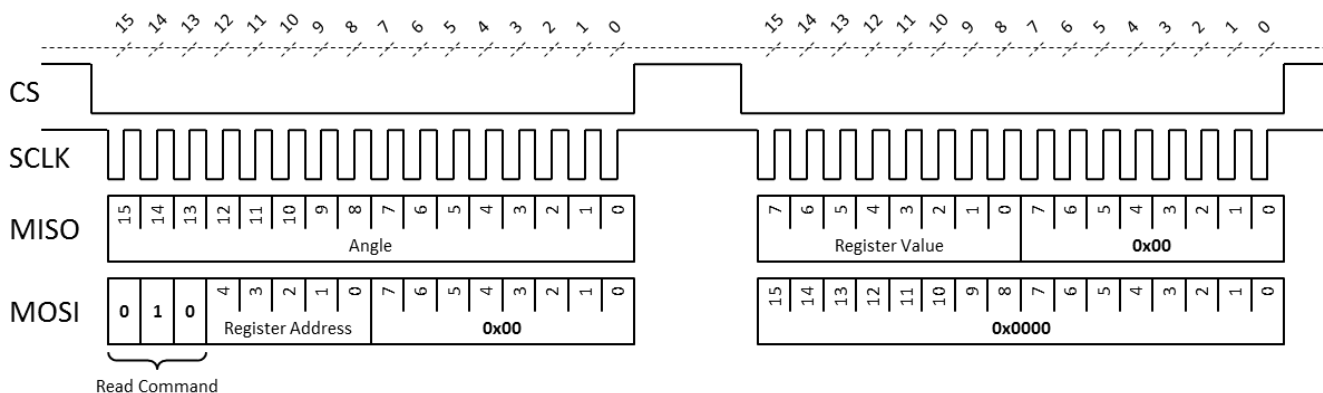 15 14 13 12 11 10 9 8 7 6 5 4 3 2 1 0 15 14 13 12 11 10 9 8 7 6 5 4 3 2 1 0
CS
SCLK
MISO 15 14 13 12 11 10 9 8 7 6 5 4 3 2 1 0 7 6 5 4 3 2 1 0 7 6 5 4 3 2 1 0
Angle Register Value 0x00
MOSI 0 1 0 4 3 2 1 0 7 6 5 4 3 2 1 0 15 14 13 12 11 10 9 8 7 6 5 4 3 2 1 0
Register Address 0x00 0x0000
Read Command